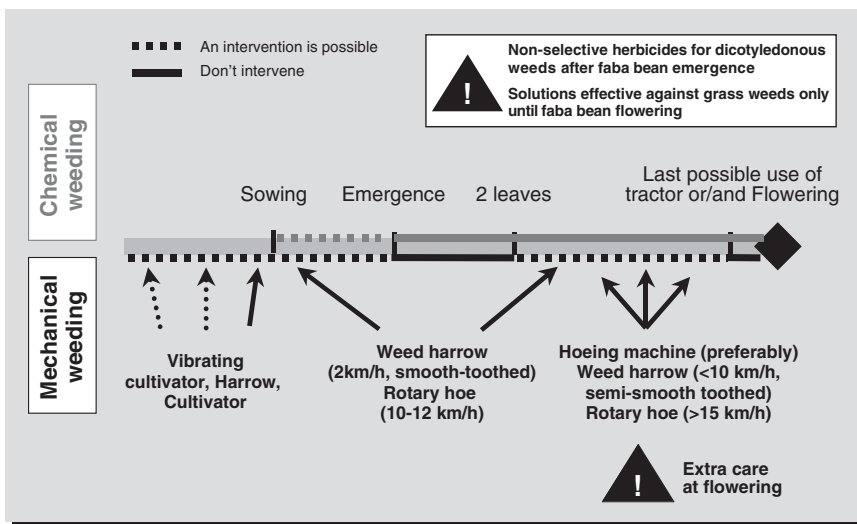 An intervention is possible
Don't intervene
! Non-selective herbicides for dicotyledonous
weeds after faba bean emergence
Solutions effective against grass weeds only
until faba bean flowering
Chemical
weeding
Sowing
Emergence
2 leaves
Last possible use of
tractor or/and Flowering
Mechanical
weeding
Vibrating
cultivator, Harrow,
Cultivator
Weed harrow
(2km/h, smooth-toothed)
Rotary hoe
(10-12 km/h)
Hoeing machine (preferably)
Weed harrow (<10 km/h,
semi-smooth toothed)
Rotary hoe (>15 km/h)
! Extra care
at flowering